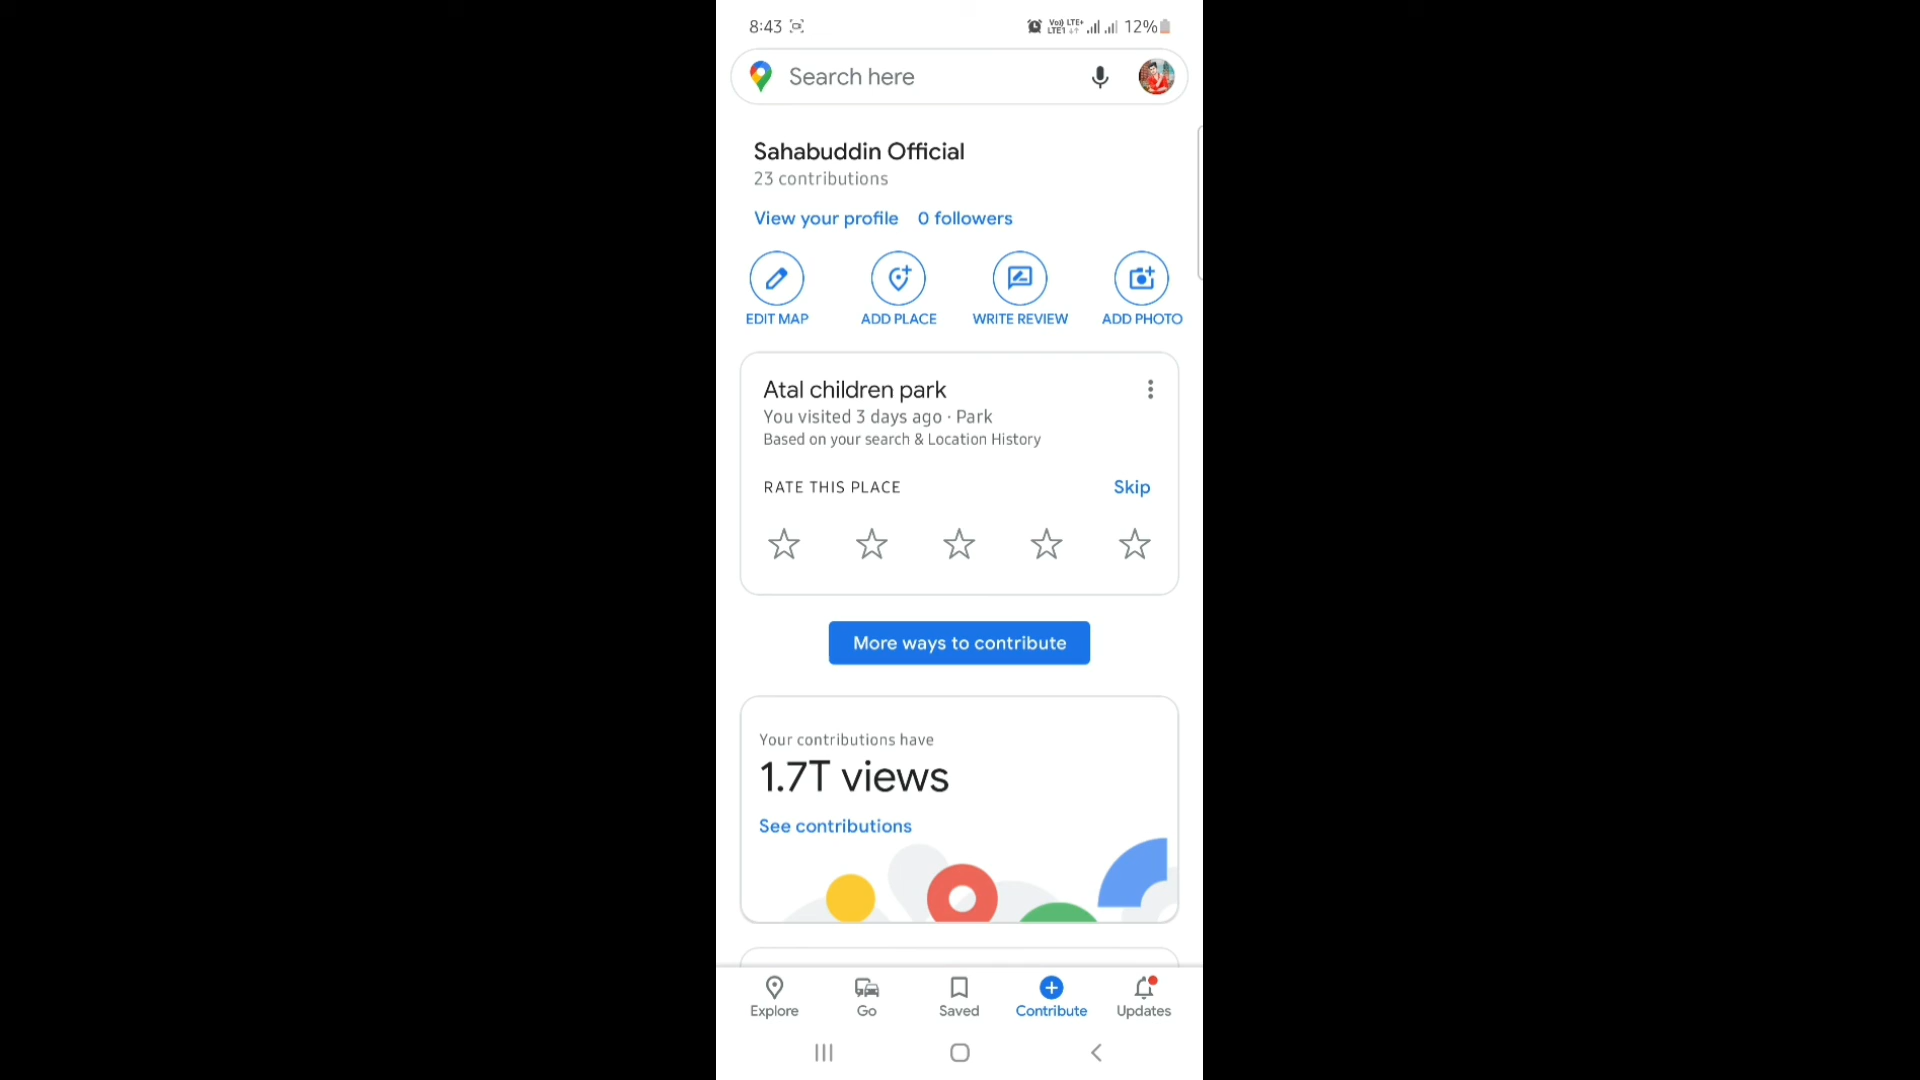 8:43
Vo)) LTE+
LTE1
12%
Search here
Sahabuddin Official
23 contributions
View your profile 0 followers
EDIT MAP ADD PLACE WRITE REVIEW ADD PHOTO
Atal children park
You visited 3 days ago · Park
Based on your search & Location History
RATE THIS PLACE Skip
More ways to contribute
Your contributions have
1.7T views
See contributions
Explore Go Saved Contribute Updates